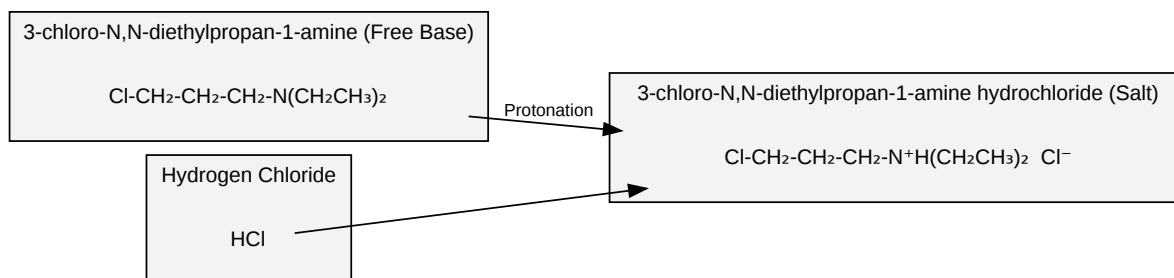 3-chloro-N,N-diethylpropan-1-amine (Free Base)
Cl-CH₂-CH₂-CH₂-N(CH₂CH₃)₂
Protonation
3-chloro-N,N-diethylpropan-1-amine hydrochloride (Salt)
Cl-CH₂-CH₂-CH₂-N⁺H(CH₂CH₃)₂ Cl⁻
Hydrogen Chloride
HCl